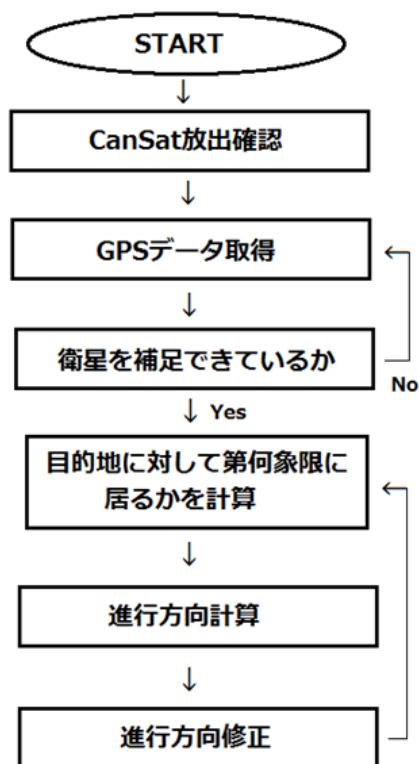 START
CanSat放出確認
GPSデータ取得
衛星を補足できているか
No
Yes
目的地に対して第何象限に
居るかを計算
進行方向計算
進行方向修正